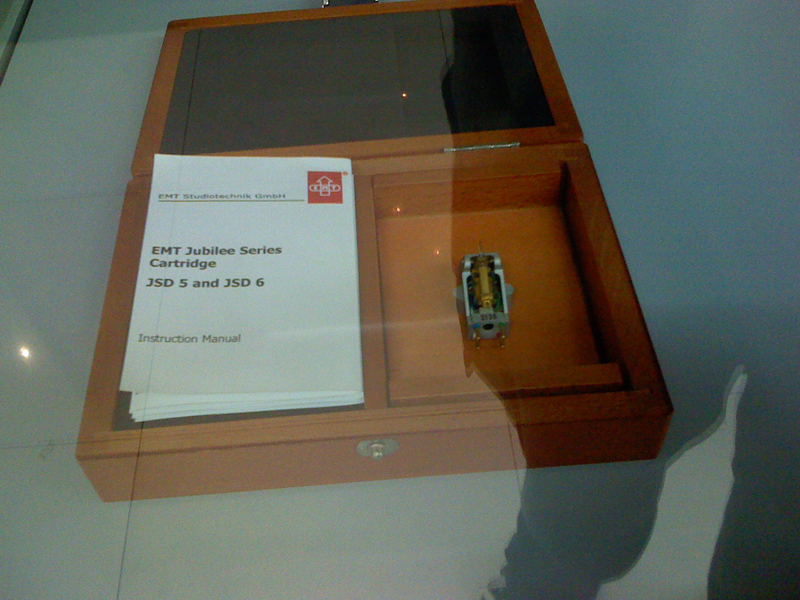 EMT Studiotechnik GmbH
EMT
EMT Jubilee Series
Cartridge
JSD 5 and JSD 6
Instruction Manual